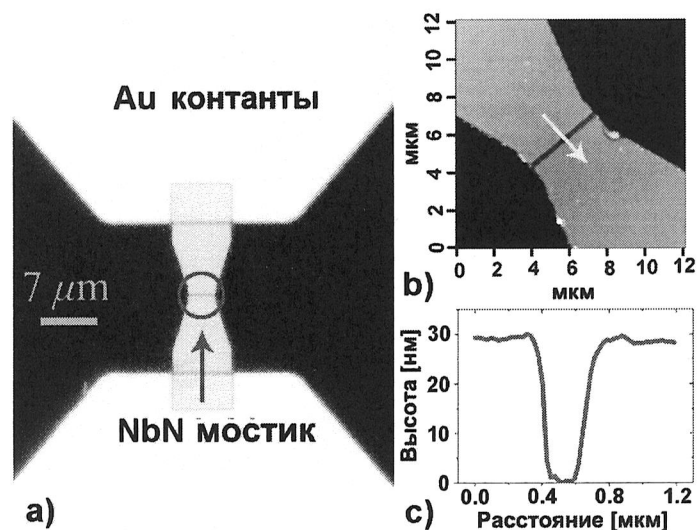 Au контанты
7 μm
NbN мостик
a)
мкм
12
10
8
6
4
2
0
0 2 4 6 8 10 12
мкм
b)
Высота [нм]
30
20
10
0
0.0 0.4 0.8 1.2
Расстояние [мкм]
c)